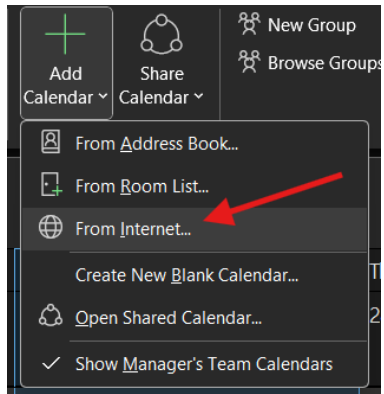 Add
Calendar
Share
Calendar
New Group
Browse Groups
From Address Book...
From Room List...
From Internet...
Create New Blank Calendar...
Open Shared Calendar...
Show Manager's Team Calendars
2